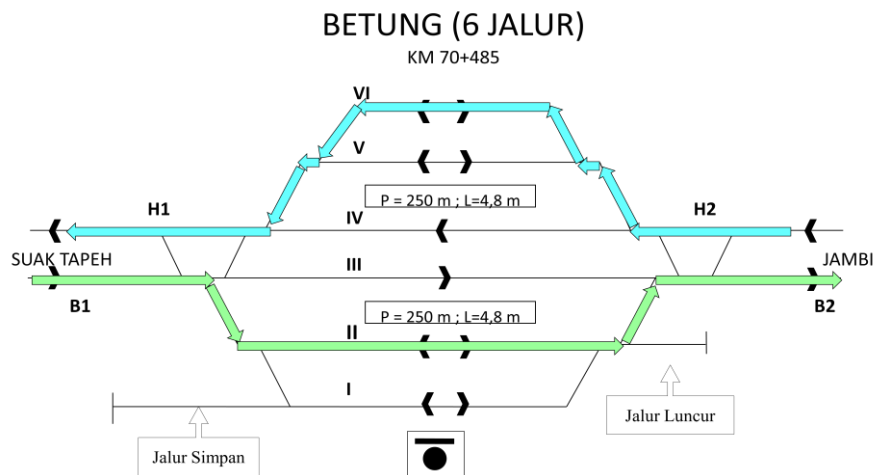 BETUNG (6 JALUR)
KM 70+485
VI
V
P = 250 m ; L=4,8 m
H1
IV
H2
SUAK TAPEH
III
JAMBI
B1
P = 250 m ; L=4,8 m
B2
II
I
Jalur Luncur
Jalur Simpan